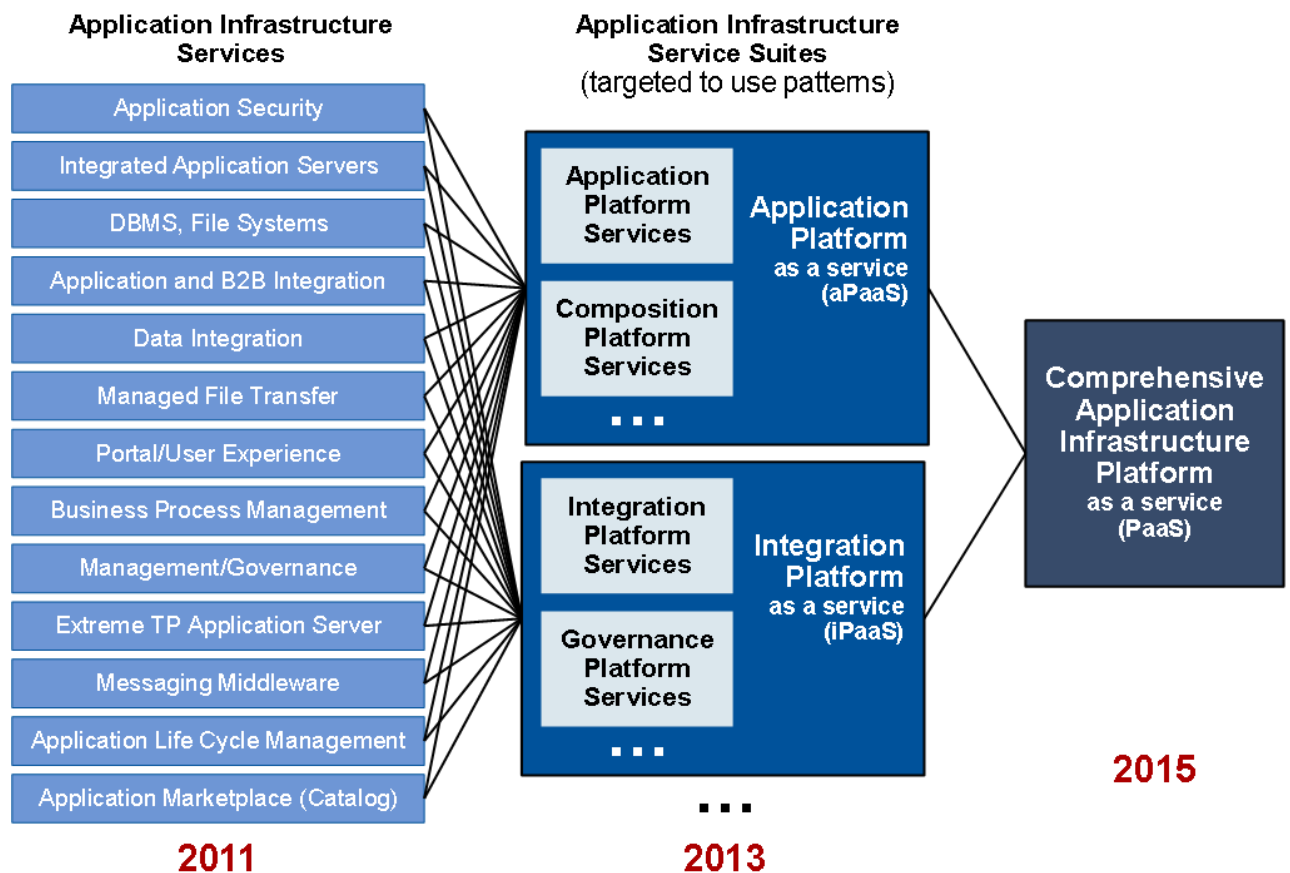 Application Infrastructure
Services
Application Security
Integrated Application Servers
DBMS, File Systems
Application and B2B Integration
Data Integration
Managed File Transfer
Portal/User Experience
Business Process Management
Management/Governance
Extreme TP Application Server
Messaging Middleware
Application Life Cycle Management
Application Marketplace (Catalog)
2011
Application Infrastructure
Service Suites
(targeted to use patterns)
Application
Platform
Services
Composition
Platform
Services
...
Application
Platform
as a service
(aPaaS)
Integration
Platform
Services
Governance
Platform
Services
...
Integration
Platform
as a service
(iPaaS)
...
2013
Comprehensive
Application
Infrastructure
Platform
as a service
(PaaS)
2015